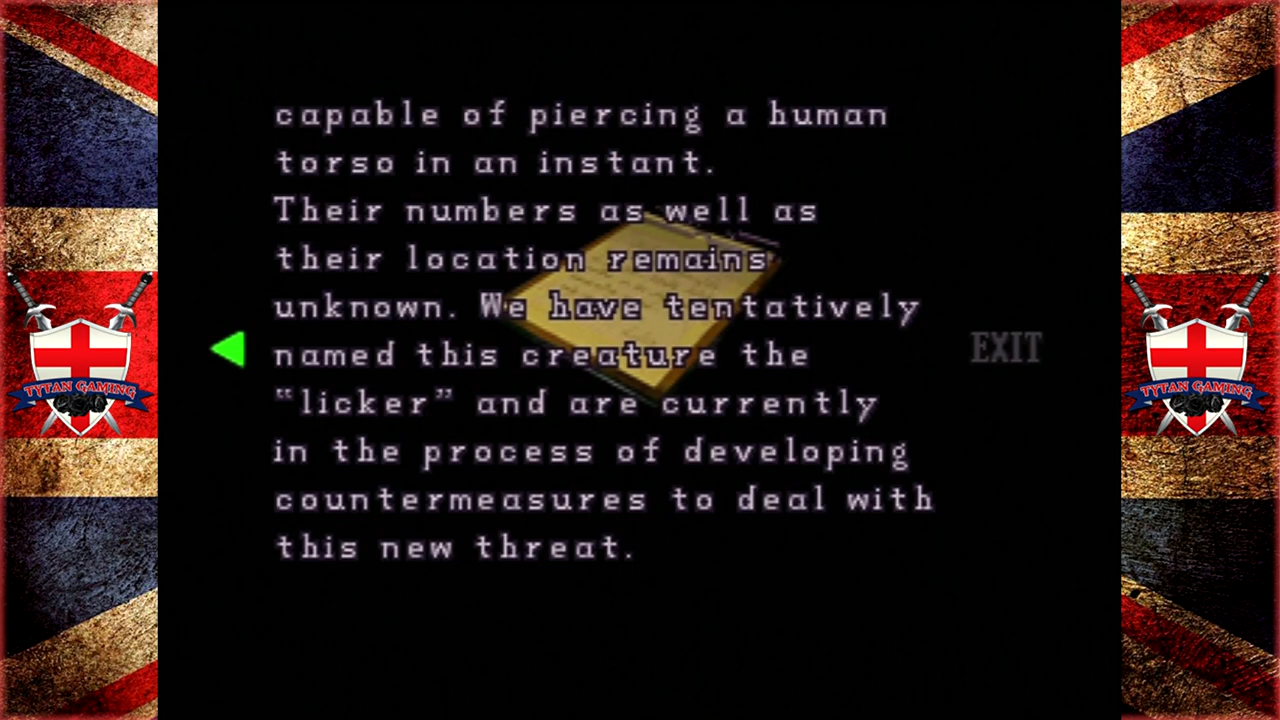 capable of piercing a human
torso in an instant.
Their numbers as well as
their location remains
unknown. We have tentatively
named this creature the
“licker” and are currently
in the process of developing
countermeasures to deal with
this new threat.
EXIT
TYTAN GAMING
TYTAN GAMING